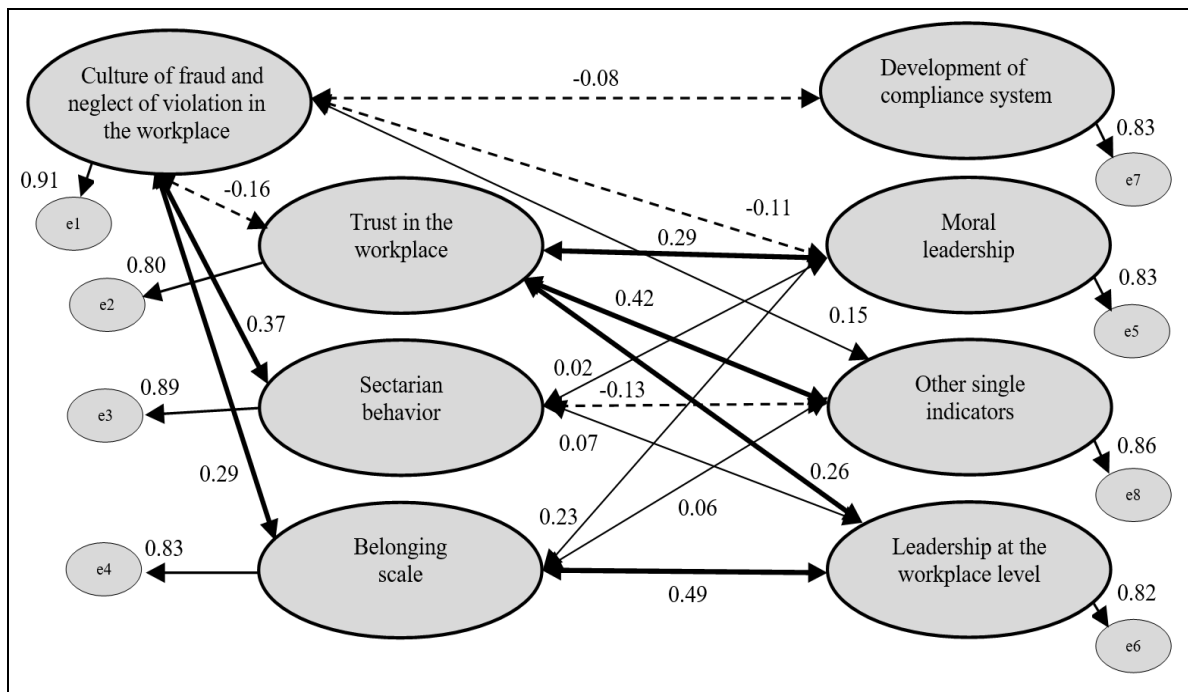 Culture of fraud and
neglect of violation in
the workplace
-0.08
Development of
compliance system
0.83
e7
0.91
e1
-0.16
Trust in the
workplace
0.29
-0.11
Moral
leadership
0.83
e5
0.80
e2
0.37
0.42
0.15
Sectarian
behavior
0.02
-0.13
Other single
indicators
0.89
e3
0.07
0.86
e8
0.29
0.26
0.23
0.06
Belonging
scale
Leadership at the
workplace level
0.83
e4
0.49
0.82
e6